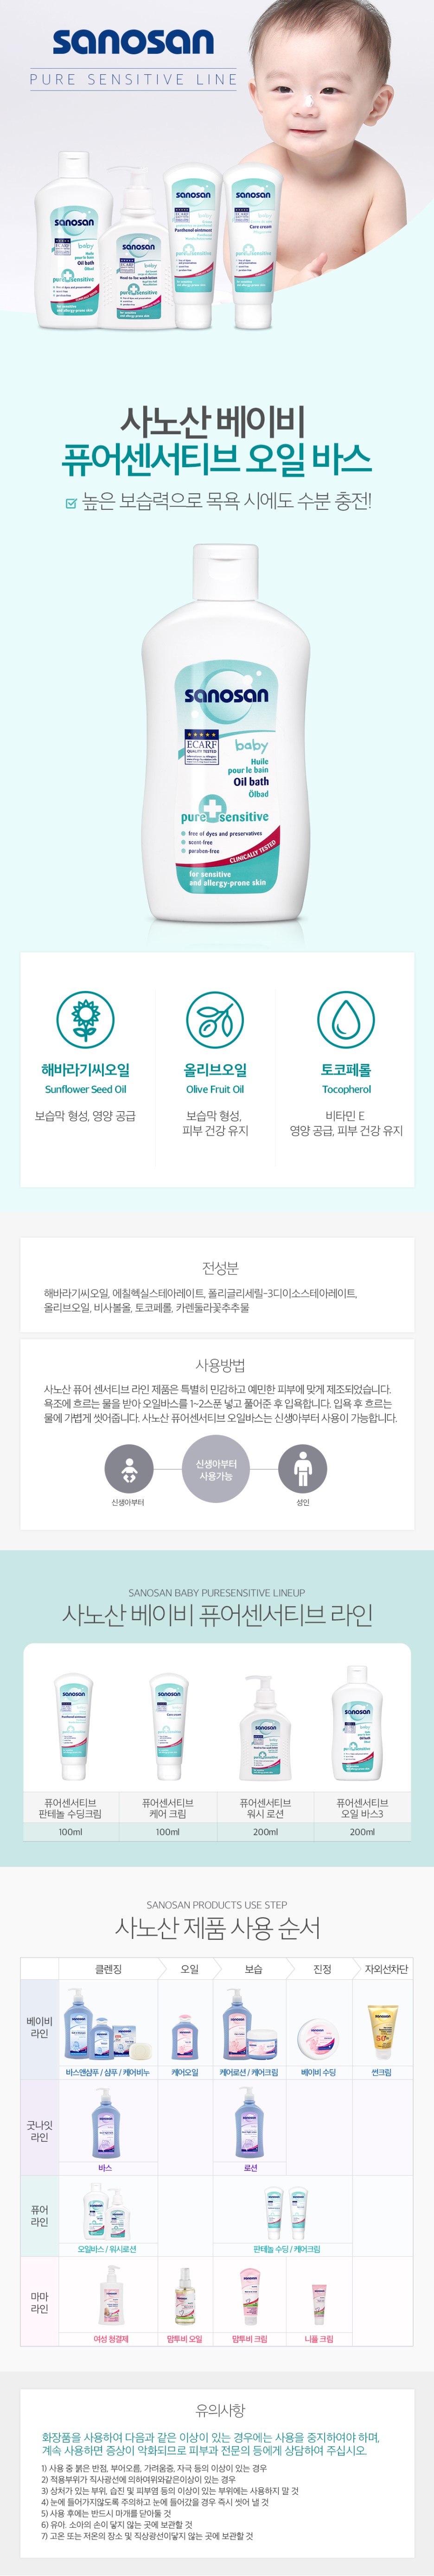 sanosan
PURE SENSITIVE LINE
sanosan
baby
Oil bath
pure sensitive
sanosan
baby
pure sensitive
sanosan
baby
Panthenol ointment
pure sensitive
sanosan
baby
Care cream
pure sensitive
사노산 베이비
퓨어센서티브 오일 바스
높은 보습력으로 목욕 시에도 수분 충전!
sanosan
ECARF
QUALITY TESTED
baby
Huile
pour le bain
Oil bath
Ölbad
pure sensitive
free of dyes and preservatives
scent-free
paraben-free
CLINICALLY TESTED
for sensitive
and allergy-prone skin
해바라기씨오일
Sunflower Seed Oil
보습막 형성, 영양 공급
올리브오일
Olive Fruit Oil
보습막 형성,
피부 건강 유지
토코페롤
Tocopherol
비타민 E
영양 공급, 피부 건강 유지
전성분
해바라기씨오일, 에칠헥실스테아레이트, 폴리글리세릴-3디이소스테아레이트,
올리브오일, 비사볼올, 토코페롤, 카렌둘라꽃추출물
사용방법
사노산 퓨어 센서티브 라인 제품은 특별히 민감하고 예민한 피부에 맞게 제조되었습니다.
욕조에 흐르는 물을 받아 오일바스를 1~2스푼 넣고 풀어준 후 입욕합니다. 입욕 후 흐르는
물에 가볍게 씻어줍니다. 사노산 퓨어센서티브 오일바스는 신생아부터 사용이 가능합니다.
신생아부터
사용가능
신생아부터
성인
SANOSAN BABY PURESENSITIVE LINEUP
사노산 베이비 퓨어센서티브 라인
sanosan
sanosan
sanosan
sanosan
퓨어센서티브
판테놀 수딩크림
퓨어센서티브
케어 크림
퓨어센서티브
워시 로션
퓨어센서티브
오일 바스3
100ml
100ml
200ml
200ml
SANOSAN PRODUCTS USE STEP
사노산 제품 사용 순서
클렌징
오일
보습
진정
자외선차단
베이비
라인
바스앤샴푸 / 샴푸 / 케어비누
케어오일
케어로션 / 케어크림
베이비 수딩
썬크림
굿나잇
라인
바스
로션
퓨어
라인
오일바스 / 워시로션
판테놀 수딩 / 케어크림
마마
라인
여성 청결제
맘투비 오일
맘투비 크림
니플 크림
유의사항
화장품을 사용하여 다음과 같은 이상이 있는 경우에는 사용을 중지하여야 하며,
계속 사용하면 증상이 악화되므로 피부과 전문의 등에게 상담하여 주십시오.
1) 사용 중 붉은 반점, 부어오름, 가려움증, 자극 등의 이상이 있는 경우
2) 적용부위가 직사광선에 의하여위와같은이상이 있는 경우
3) 상처가 있는 부위, 습진 및 피부염 등의 이상이 있는 부위에는 사용하지 말 것
4) 눈에 들어가지않도록 주의하고 눈에 들어갔을 경우 즉시 씻어 낼 것
5) 사용 후에는 반드시 마개를 닫아둘 것
6) 유아. 소아의 손이 닿지 않는 곳에 보관할 것
7) 고온 또는 저온의 장소 및 직상광선이닿지 않는 곳에 보관할 것